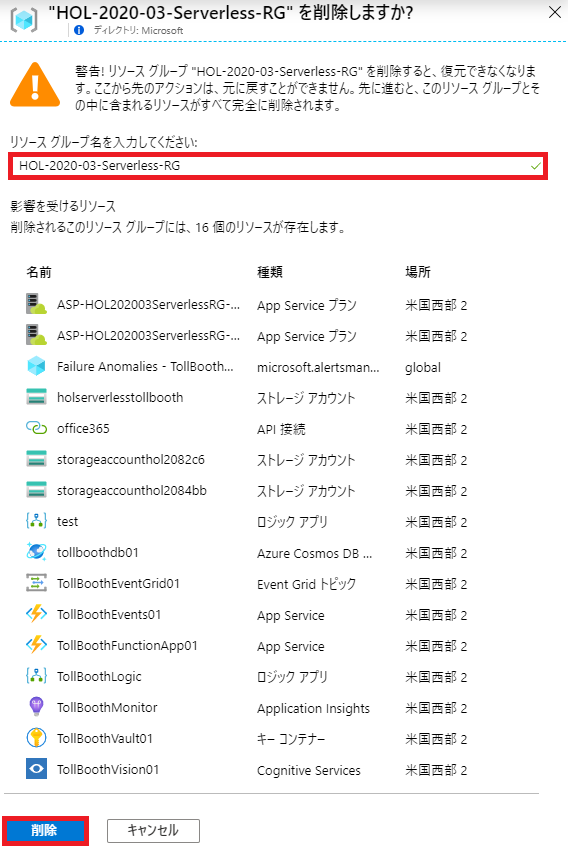 "HOL-2020-03-Serverless-RG" を削除しますか?
ディレクトリ: Microsoft
警告! リソース グループ "HOL-2020-03-Serverless-RG" を削除すると、復元できなくなりま
す。ここから先のアクションは、元に戻すことができません。先に進むと、このリソース グループとそ
の中に含まれるリソースがすべて完全に削除されます。
リソース グループ名を入力してください:
HOL-2020-03-Serverless-RG
影響を受けるリソース
削除されるこのリソース グループには、16 個のリソースが存在します。
名前 種類 場所
ASP-HOL202003ServerlessRG-... App Service プラン 米国西部 2
ASP-HOL202003ServerlessRG-... App Service プラン 米国西部 2
Failure Anomalies - TollBooth... microsoft.alertsman... global
holserverlesstollbooth ストレージ アカウント 米国西部 2
office365 API 接続 米国西部 2
storageaccounthol2082c6 ストレージ アカウント 米国西部 2
storageaccounthol2084bb ストレージ アカウント 米国西部 2
test ロジック アプリ 米国西部 2
tollboothdb01 Azure Cosmos DB ... 米国西部 2
TollBoothEventGrid01 Event Grid トピック 米国西部 2
TollBoothEvents01 App Service 米国西部 2
TollBoothFunctionApp01 App Service 米国西部 2
TollBoothLogic ロジック アプリ 米国西部 2
TollBoothMonitor Application Insights 米国西部 2
TollBoothVault01 キー コンテナー 米国西部 2
TollBoothVision01 Cognitive Services 米国西部 2
削除 キャンセル